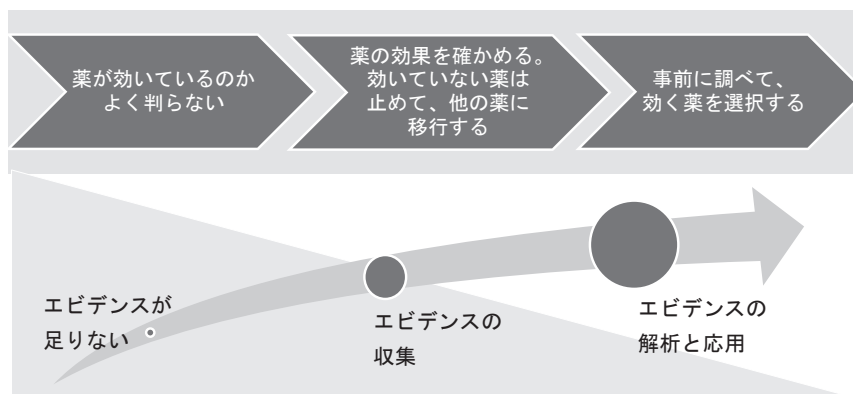 薬が効いているのか
よく判らない
薬の効果を確かめる。
効いていない薬は
止めて、他の薬に
移行する
事前に調べて、
効く薬を選択する
エビデンスが
足りない
エビデンスの
収集
エビデンスの
解析と応用